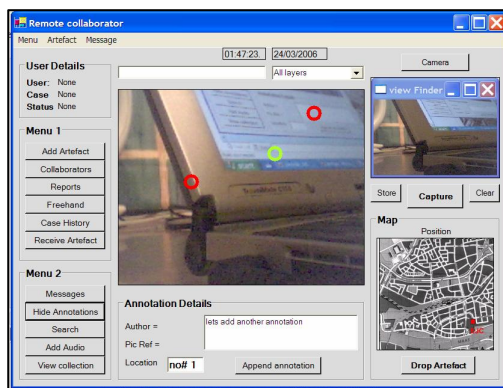 Remote collaborator
Menu Artefact Message
01:47:23. 24/03/2006
User Details
User: None
Case None
Status None
All layers
Camera
view Finder
Menu 1
Add Artefact
Collaborators
Reports
Freehand
Case History
Receive Artefact
Store Capture Clear
Map
Position
Menu 2
Messages
Hide Annotations
Search
Add Audio
View collection
Annotation Details
Author =
lets add another annotation
Pic Ref =
Location no# 1 Append annotation
Drop Artefact